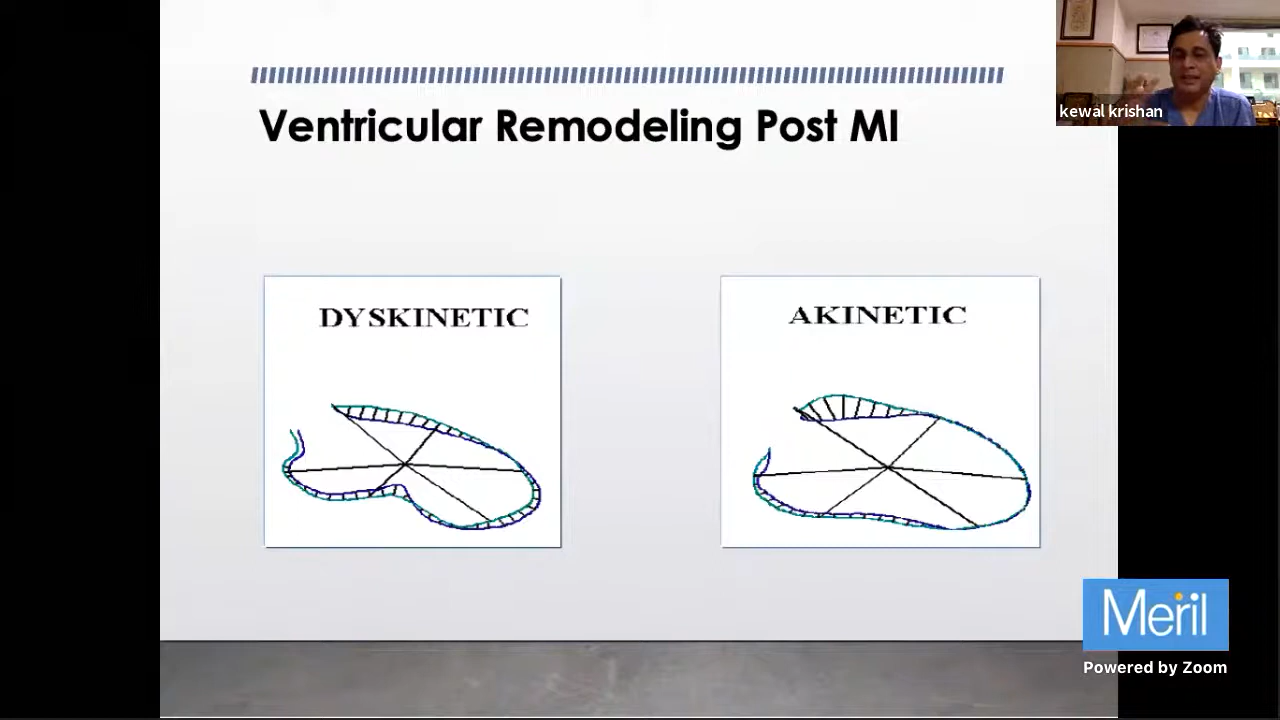 kewal krishan
Ventricular Remodeling Post MI
DYSKINETIC
AKINETIC
Meril
Powered by Zoom